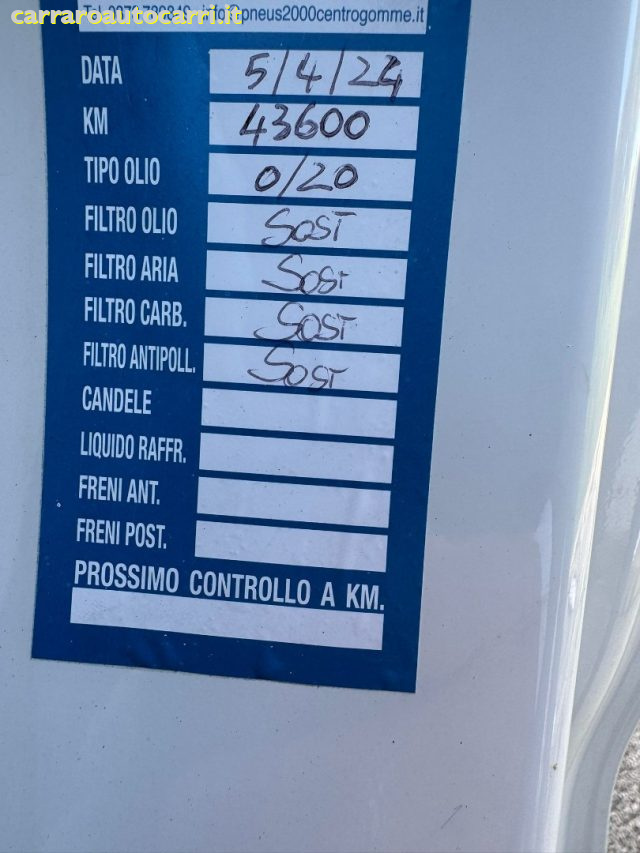 carraroautocarri.it
pneus2000centrogomme.it
DATA 5/4/24
KM 43600
TIPO OLIO 0/20
FILTRO OLIO SOST
FILTRO ARIA SOST
FILTRO CARB. SOST
FILTRO ANTIPOLL. SOST
CANDELE
LIQUIDO RAFFR.
FRENI ANT.
FRENI POST.
PROSSIMO CONTROLLO A KM.